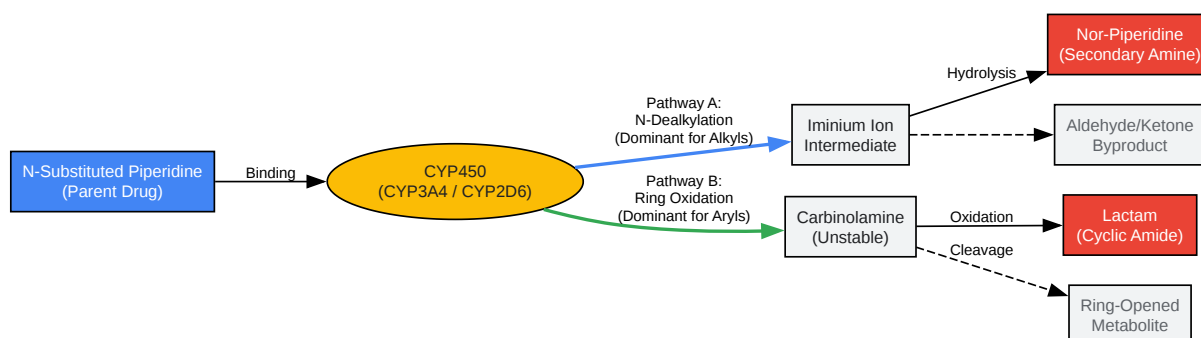 N-Substituted Piperidine
(Parent Drug)
Binding
CYP450
(CYP3A4 / CYP2D6)
Pathway A:
N-Dealkylation
(Dominant for Alkyls)
Iminium Ion
Intermediate
Hydrolysis
Nor-Piperidine
(Secondary Amine)
Aldehyde/Ketone
Byproduct
Pathway B:
Ring Oxidation
(Dominant for Aryls)
Carbinolamine
(Unstable)
Oxidation
Lactam
(Cyclic Amide)
Cleavage
Ring-Opened
Metabolite